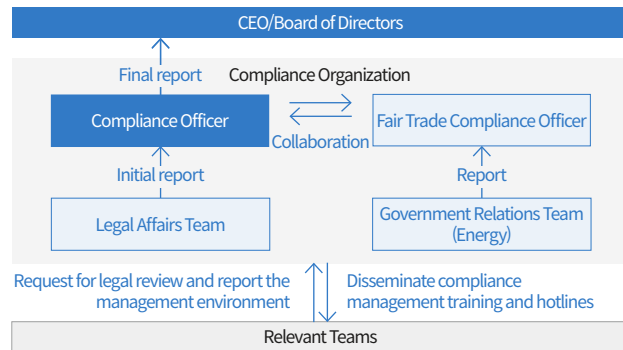 CEO/Board of Directors
Final report
Compliance Organization
Compliance Officer
Collaboration
Fair Trade Compliance Officer
Initial report
Report
Legal Affairs Team
Government Relations Team
(Energy)
Request for legal review and report the
management environment
Disseminate compliance
management training and hotlines
Relevant Teams